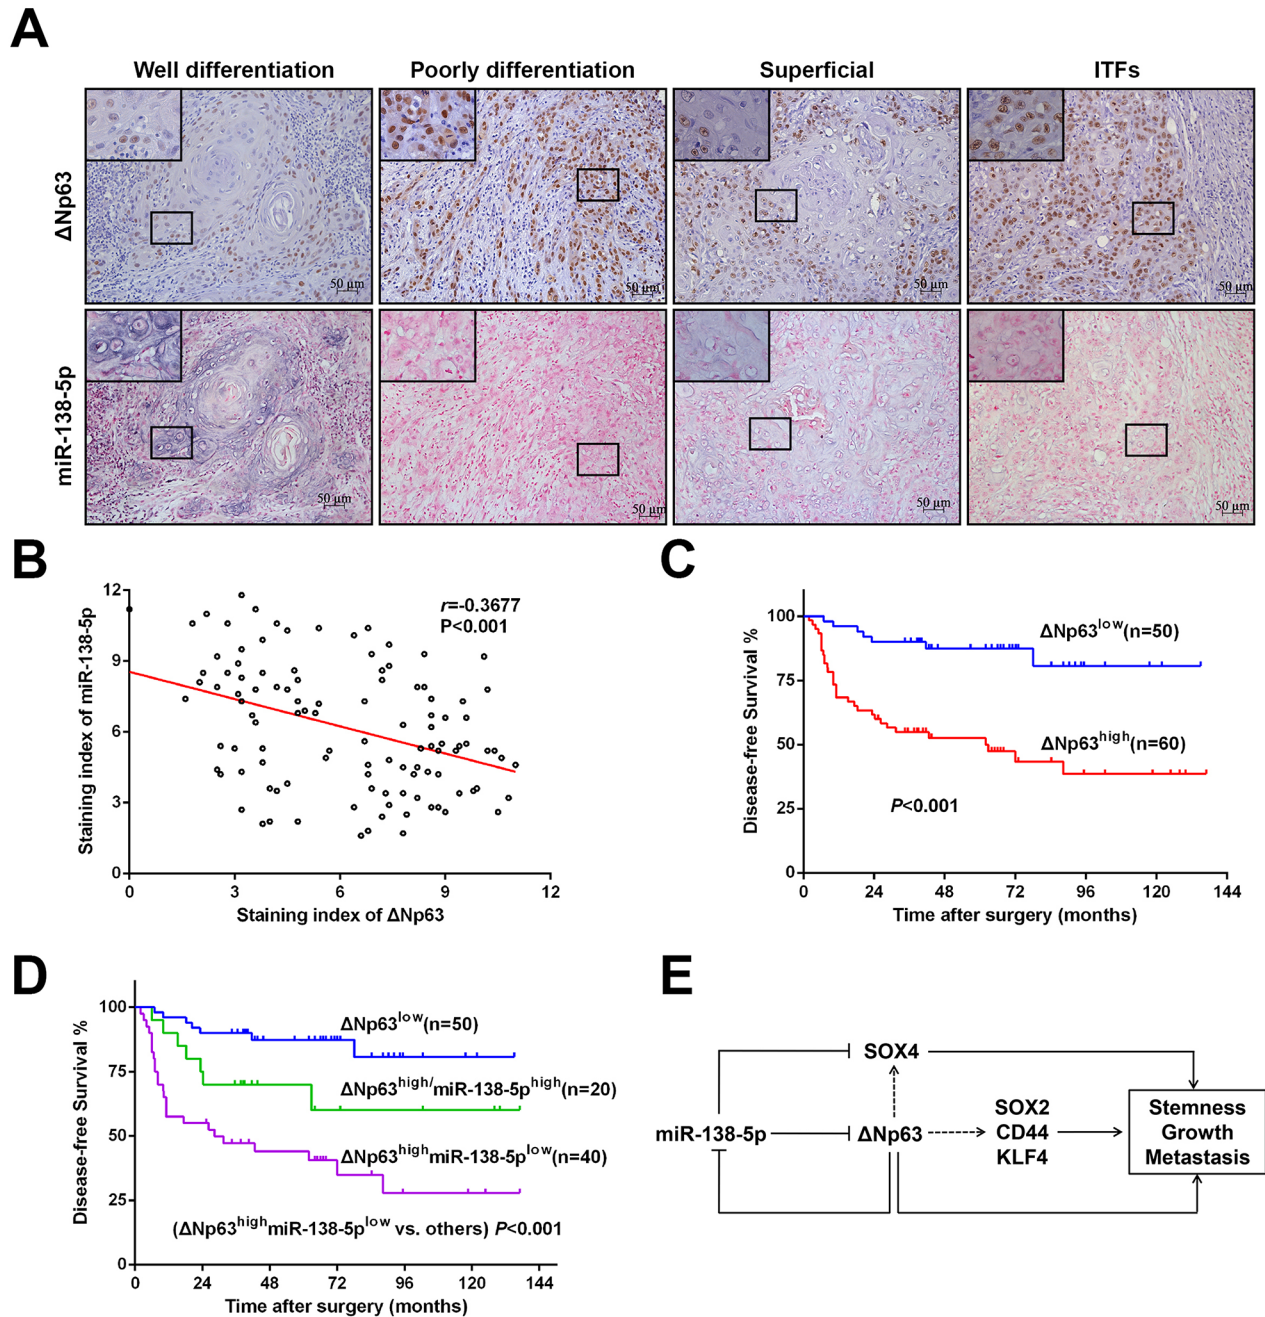 A
Well differentiation
Poorly differentiation
Superficial
ITFs
ΔNp63
50 µm
50 µm
50 µm
50 µm
miR-138-5p
50 µm
50 µm
50 µm
50 µm
B
12
9
6
3
0
Staining index of miR-138-5p
r=-0.3677
P<0.001
0 3 6 9 12
Staining index of ΔNp63
C
100
75
50
25
0
Disease-free Survival %
ΔNp63low(n=50)
ΔNp63high(n=60)
P<0.001
0 24 48 72 96 120 144
Time after surgery (months)
D
100
75
50
25
0
Disease-free Survival %
ΔNp63low(n=50)
ΔNp63high/miR-138-5phigh(n=20)
ΔNp63highmiR-138-5plow(n=40)
(ΔNp63highmiR-138-5plow vs. others) P<0.001
0 24 48 72 96 120 144
Time after surgery (months)
E
SOX4
miR-138-5p
ΔNp63
SOX2
CD44
KLF4
Stemness
Growth
Metastasis